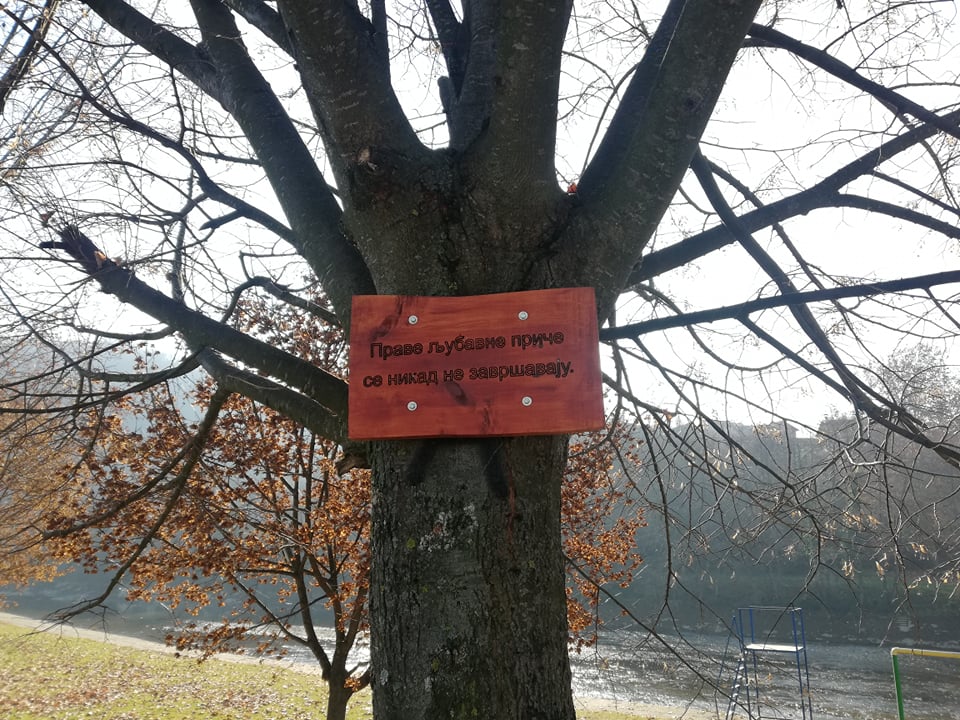 Праве љубавне приче
се никад не завршавају.